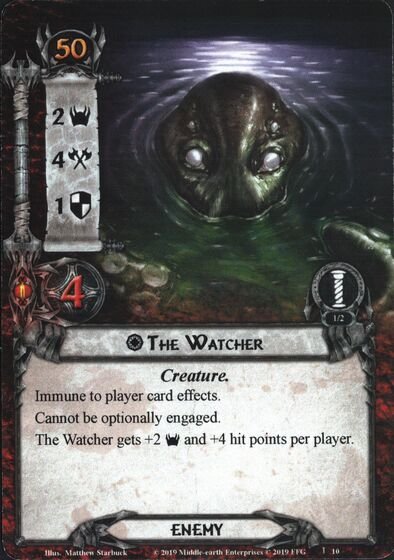 50
2
4
1
4
1/2
The Watcher
Creature.
Immune to player card effects.
Cannot be optionally engaged.
The Watcher gets +2 and +4 hit points per player.
ENEMY
Illus. Matthew Starbuck © 2019 Middle-earth Enterprises © 2019 FFG 1 10